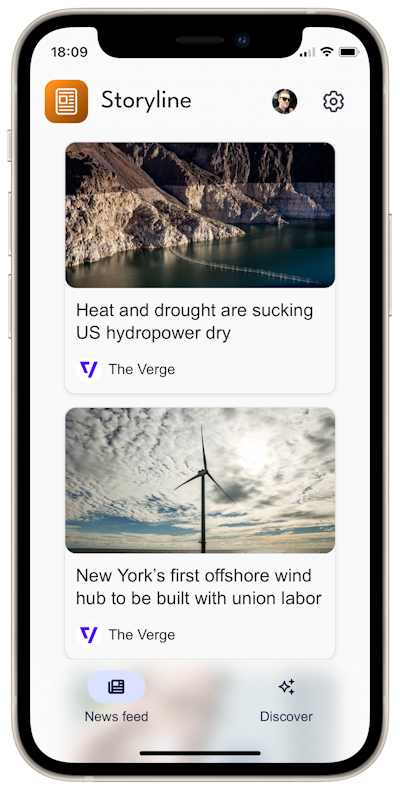 18:09
Storyline
Heat and drought are sucking
US hydropower dry
The Verge
New York's first offshore wind
hub to be built with union labor
The Verge
News feed
Discover